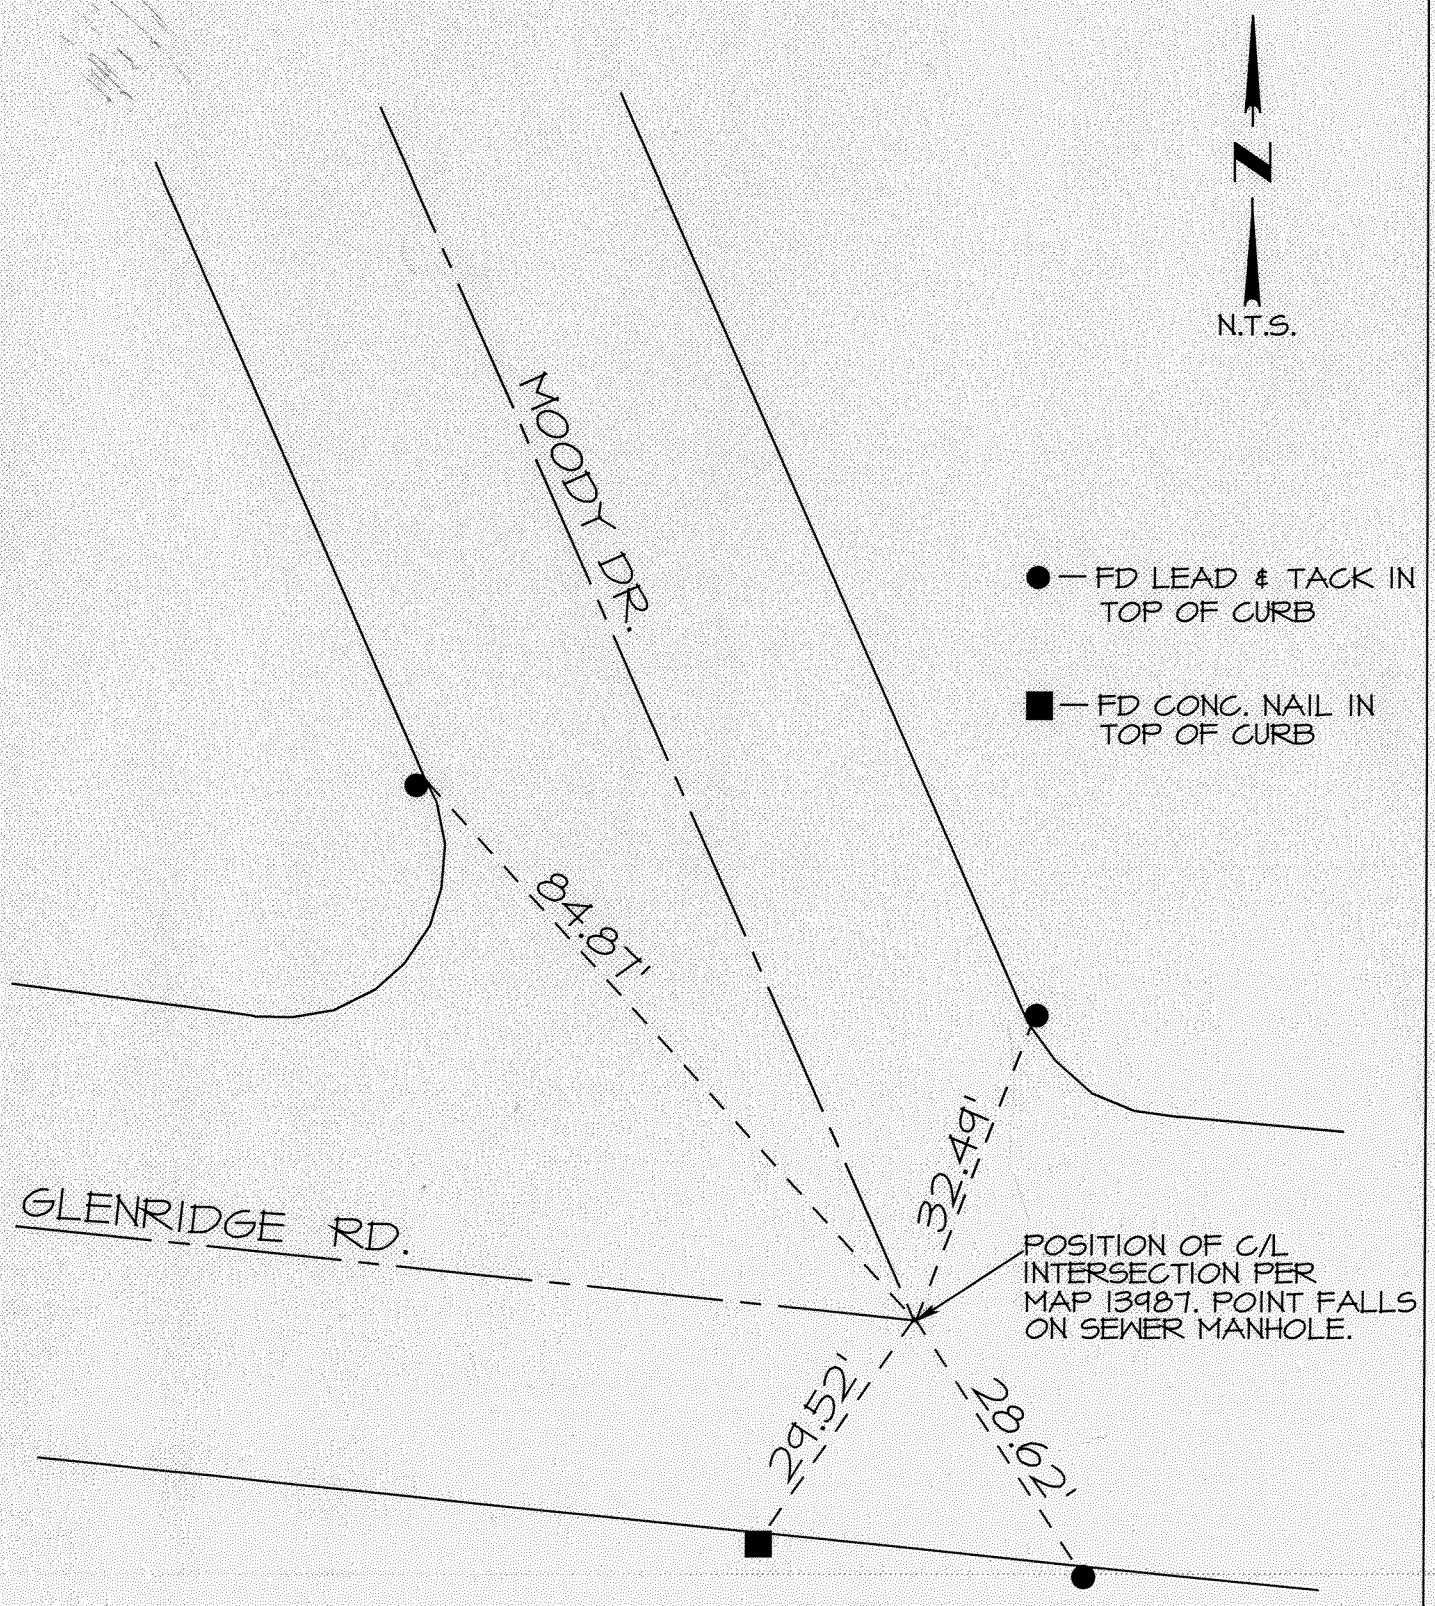 N
N.T.S.
MOODY DR.
FD LEAD & TACK IN
TOP OF CURB
FD CONC. NAIL IN
TOP OF CURB
84.87'
32.49'
GLENRIDGE RD.
POSITION OF C/L
INTERSECTION PER
MAP 13987. POINT FALLS
ON SEWER MANHOLE.
29.52'
28.62'